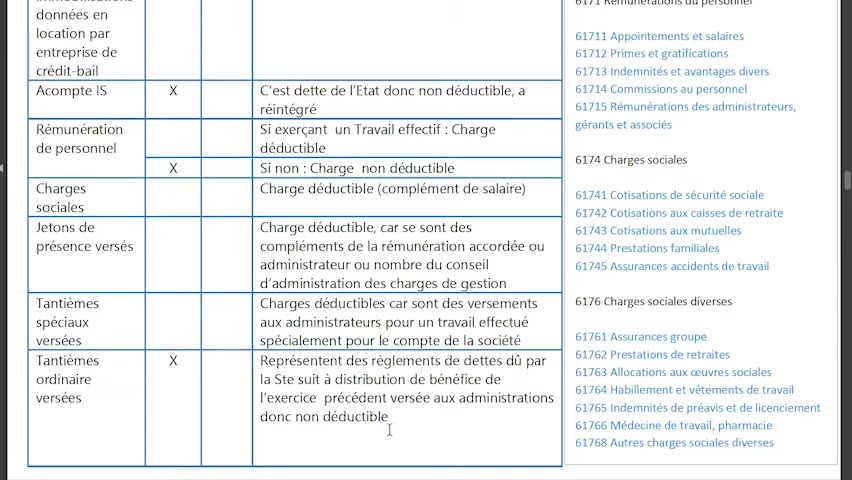 données en
location par
entreprise de
crédit-bail
Acompte IS X C'est dette de l'Etat donc non déductible, a
réintégré
Rémunération
de personnel
Si exerçant un Travail effectif : Charge
déductible
X Si non : Charge non déductible
Charges
sociales
Charge déductible (complément de salaire)
Jetons de
présence versés
Charge déductible, car se sont des
compléments de la rémunération accordée ou
administrateur ou nombre du conseil
d'administration des charges de gestion
Tantièmes
spéciaux
versées
Charges déductibles car sont des versements
aux administrateurs pour un travail effectué
spécialement pour le compte de la société
Tantièmes
ordinaire
versées
X
Représentent des règlements de dettes dû par
la Ste suit à distribution de bénéfice de
l'exercice précédent versée aux administrations
donc non déductible
6171 Rémunérations du personnel
61711 Appointements et salaires
61712 Primes et gratifications
61713 Indemnités et avantages divers
61714 Commissions au personnel
61715 Rémunérations des administrateurs,
gérants et associés
6174 Charges sociales
61741 Cotisations de sécurité sociale
61742 Cotisations aux caisses de retraite
61743 Cotisations aux mutuelles
61744 Prestations familiales
61745 Assurances accidents de travail
6176 Charges sociales diverses
61761 Assurances groupe
61762 Prestations de retraites
61763 Allocations aux œuvres sociales
61764 Habillement et vêtements de travail
61765 Indemnités de préavis et de licenciement
61766 Médecine de travail, pharmacie
61768 Autres charges sociales diverses